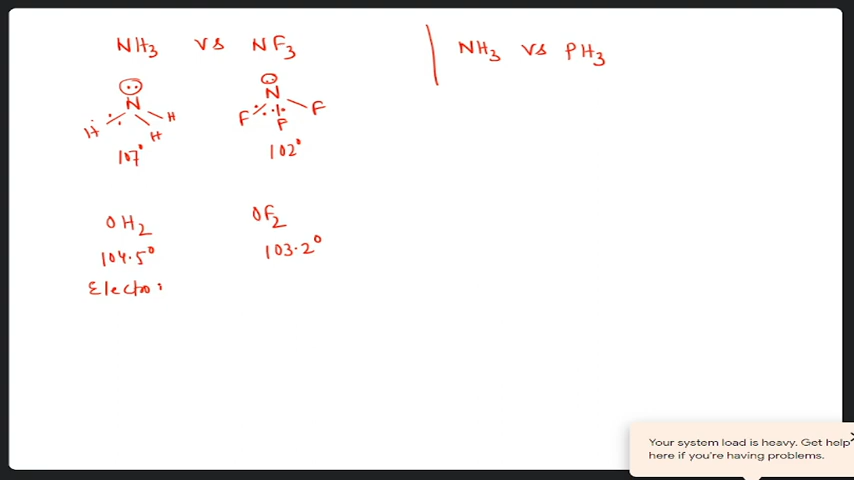 NH3 vs NF3
N
H H H
107°
N
F F F
102°
OH2 OF2
104.5° 103.2°
Electro
NH3 vs PH3
Your system load is heavy. Get help
here if you're having problems.